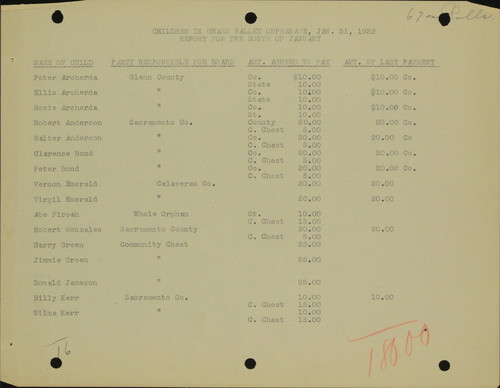 CHILDREN IN GRASS VALLEY ORPHANAGE, JAN. 31, 1932
REPORT FOR THE MONTH OF JANUARY
NAME OF CHILD PARTY RESPONSIBLE FOR BOARD AMT. AGREED TO PAY AMT. OF LAST PAYMENT
Peter Archerda Glenn County Co. $10.00 $10.00 Co.
State 10.00
Ellis Archerda " Co. 10.00 $10.00 Co.
State 10.00
Archerda " Co. 10.00 $10.00 Co.
St. 10.00
Robert Anderson Sacramento Co. County 20.00 20.00 Co.
C. Chest 5.00
Walter Anderson " Co. 20.00 20.00 Co
C. Chest 5.00
Clarence Bond " Co. 20.00 20.00 Co.
C. Chest 5.00
Peter Bond " Co. 20.00 20.00 Co.
C. Chest 5.00
Vernon Emerald Calaveras Co. 20.00 20.00
Virgil Emerald " 20.00 20.00
Abe Whole Orphan St. 10.00
C. Chest 15.00
Robert Gonzales Sacramento County 20.00 20.00
C. Chest 5.00
Harry Green Community Chest 25.00
Jimmie Green " 25.00
Donald Jameson " 25.00
Billy Kerr Sacramento Co. 10.00 10.00
C. Chest 15.00
Wilma Kerr " 10.00
C. Chest 15.00
16
180.00